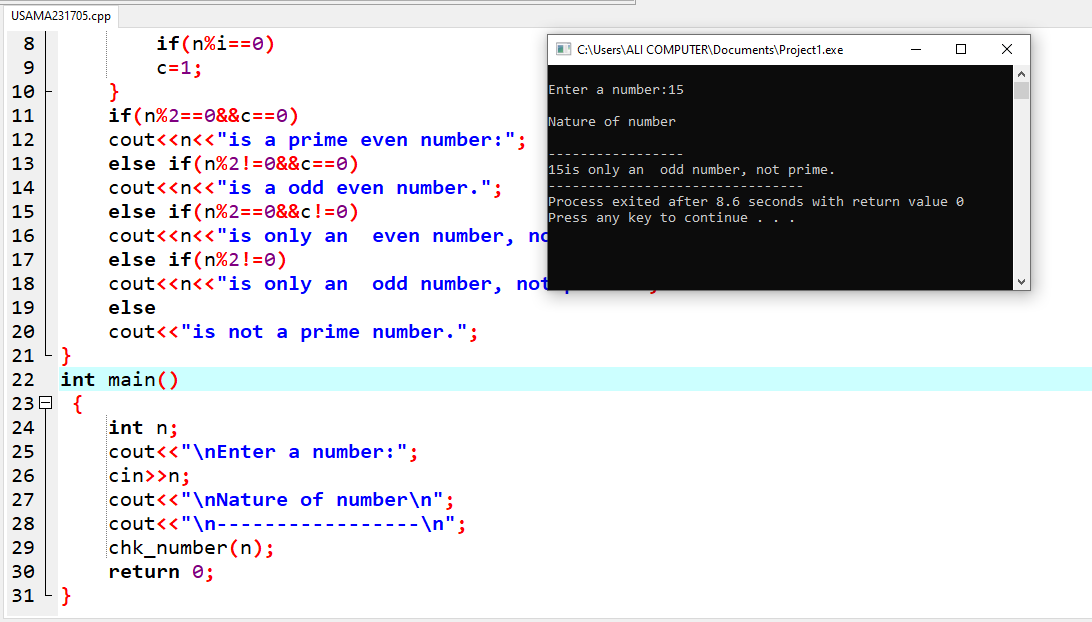 USAMA231705.cpp
8 if(n%i==0)
9 c=1;
10 }
11 if(n%2==0&&c==0)
12 cout<<n<<"is a prime even number:";
13 else if(n%2!=0&&c==0)
14 cout<<n<<"is a odd even number.";
15 else if(n%2==0&&c!=0)
16 cout<<n<<"is only an  even number,
17 else if(n%2!=0)
18 cout<<n<<"is only an  odd number, not
19 else
20 cout<<"is not a prime number.";
21 }
22 int main()
23 {
24 int n;
25 cout<<"\nEnter a number:";
26 cin>>n;
27 cout<<"\nNature of number\n";
28 cout<<"\n-----------------\n";
29 chk_number(n);
30 return 0;
31 }
C:\Users\ALI COMPUTER\Documents\Project1.exe
Enter a number:15
Nature of number
-----------------
15is only an  odd number, not prime.
--------------------------------
Process exited after 8.6 seconds with return value 0
Press any key to continue . . .